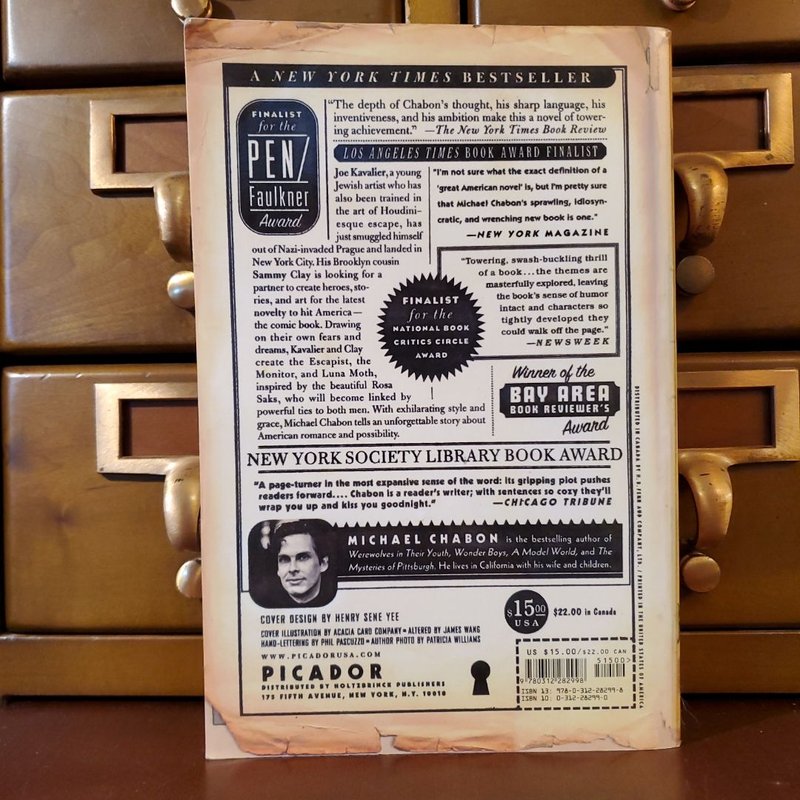 A NEW YORK TIMES BESTSELLER
FINALIST
for the
PEN/
Faulkner
Award
"The depth of Chabon's thought, his sharp language, his
inventiveness, and his ambition make this a novel of tower-
ing achievement." —The New York Times Book Review
LOS ANGELES TIMES BOOK AWARD FINALIST
Joe Kavalier, a young
Jewish artist who has
also been trained in
the art of Houdini-
esque escape, has
just smuggled himself
out of Nazi-invaded Prague and landed in
New York City. His Brooklyn cousin
Sammy Clay is looking for a
partner to create heroes, sto-
ries, and art for the latest
novelty to hit America—
the comic book. Drawing
on their own fears and
dreams, Kavalier and Clay
create the Escapist, the
Monitor, and Luna Moth,
inspired by the beautiful Rosa
Saks, who will become linked by
powerful ties to both men. With exhilarating style and
grace, Michael Chabon tells an unforgettable story about
American romance and possibility.
"I'm not sure what the exact definition of a
'great American novel' is, but I'm pretty sure
that Michael Chabon's sprawling, idiosyn-
cratic, and wrenching new book is one."
—NEW YORK MAGAZINE
"Towering, swash-buckling thrill
of a book...the themes are
masterfully explored, leaving
the book's sense of humor
intact and characters so
tightly developed they
could walk off the page."
—NEWSWEEK
FINALIST
for the
NATIONAL BOOK
CRITICS CIRCLE
AWARD
Winner of the
BAY AREA
BOOK REVIEWER'S
Award
NEW YORK SOCIETY LIBRARY BOOK AWARD
"A page-turner in the most expansive sense of the word: its gripping plot pushes
readers forward.... Chabon is a reader's writer; with sentences so cozy they'll
wrap you up and kiss you goodnight." —CHICAGO TRIBUNE
MICHAEL CHABON is the bestselling author of
Werewolves in Their Youth, Wonder Boys, A Model World, and The
Mysteries of Pittsburgh. He lives in California with his wife and children.
COVER DESIGN BY HENRY SENE YEE
COVER ILLUSTRATION BY ACACIA CARD COMPANY • ALTERED BY JAMES WANG
HAND-LETTERING BY PHIL PASCUZZO • AUTHOR PHOTO BY PATRICIA WILLIAMS
WWW.PICADORUSA.COM
PICADOR
DISTRIBUTED BY HOLTZBRINCK PUBLISHERS
175 FIFTH AVENUE, NEW YORK, N.Y. 10010
$15.00
USA
$22.00 in Canada
US $15.00/$22.00 CAN
51500>
9 780312 282998
ISBN 13: 978-0-312-28299-8
ISBN 10: 0-312-28299-0
DISTRIBUTED IN CANADA BY H.B. FENN AND COMPANY, LTD. / PRINTED IN THE UNITED STATES OF AMERICA